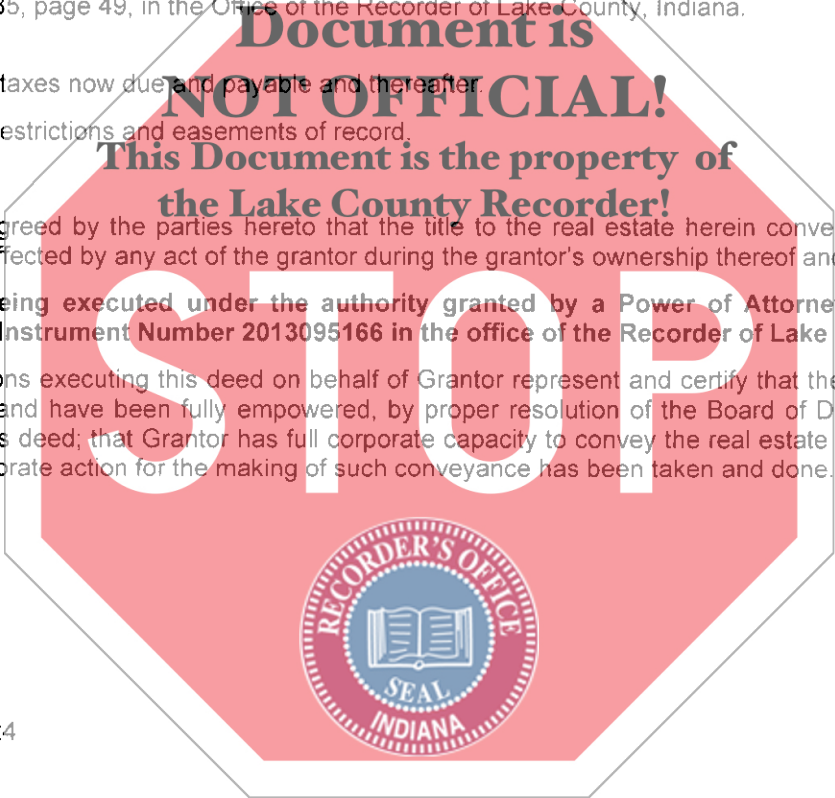 35, page 49, in the Office of the Recorder of Lake County, Indiana.
Document is
taxes now due and payable and thereafter.
NOT OFFICIAL!
estrictions and easements of record.
This Document is the property of
the Lake County Recorder!
greed by the parties hereto that the title to the real estate herein conve
fected by any act of the grantor during the grantor's ownership thereof and
eing executed under the authority granted by a Power of Attorne
Instrument Number 2013095166 in the office of the Recorder of Lake
ons executing this deed on behalf of Grantor represent and certify that the
and have been fully empowered, by proper resolution of the Board of D
s deed; that Grantor has full corporate capacity to convey the real estate
orate action for the making of such conveyance has been taken and done.
STOP
RECORDER'S OFFICE
SEAL
INDIANA
4